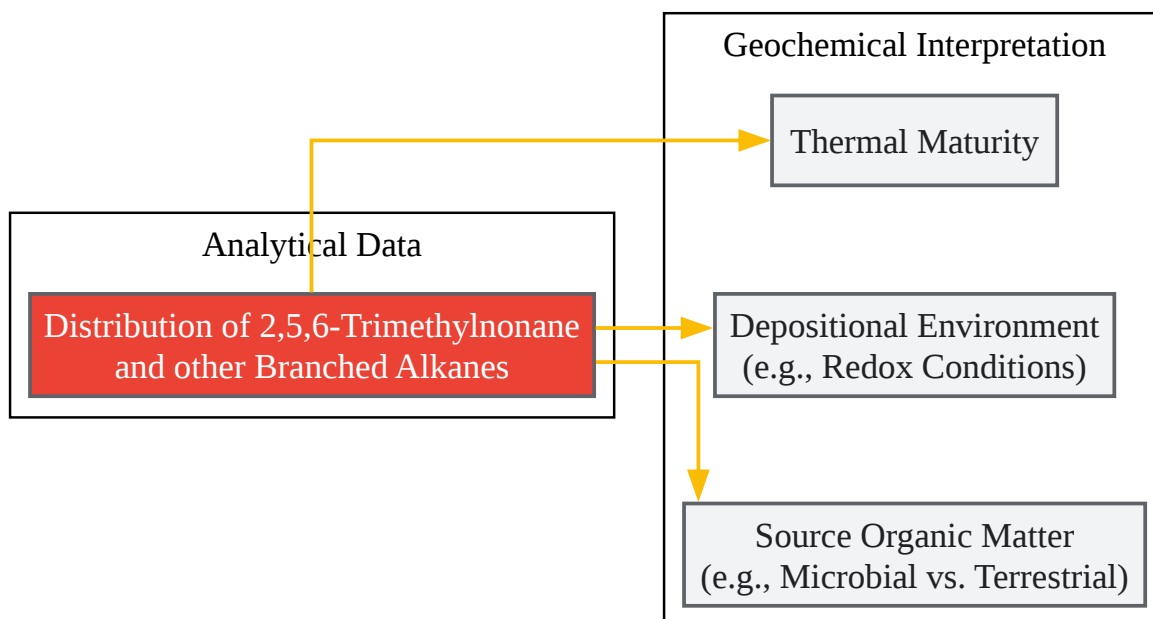 Geochemical Interpretation
Thermal Maturity
Analytical Data
Distribution of 2,5,6-Trimethylnonane
and other Branched Alkanes
Depositional Environment
(e.g., Redox Conditions)
Source Organic Matter
(e.g., Microbial vs. Terrestrial)